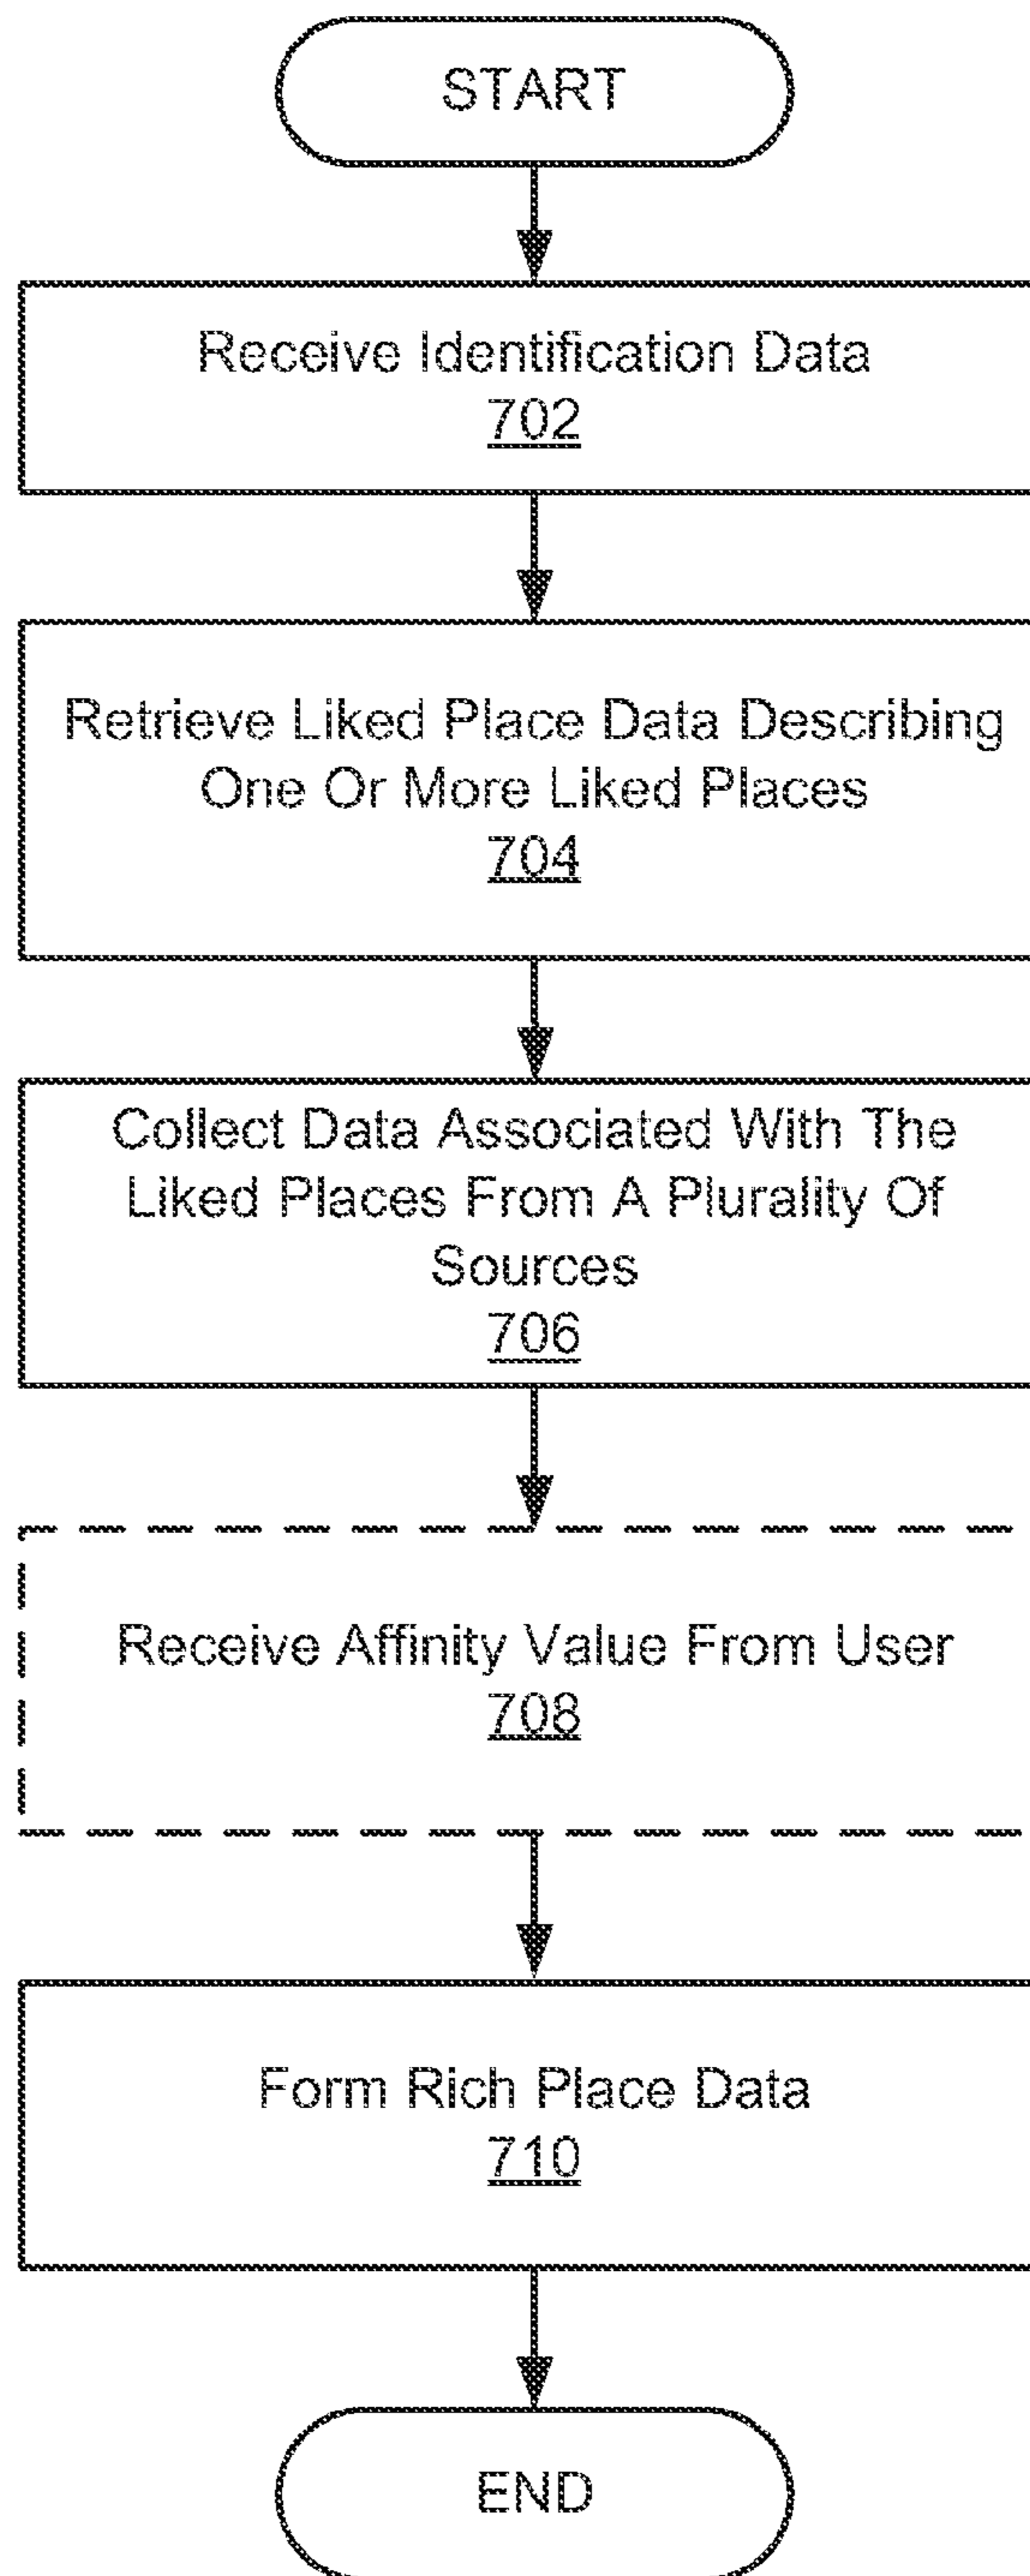 START
Receive Identification Data
702
Retrieve Liked Place Data Describing
One Or More Liked Places
704
Collect Data Associated With The
Liked Places From A Plurality Of
Sources
706
Receive Affinity Value From User
708
Form Rich Place Data
710
END